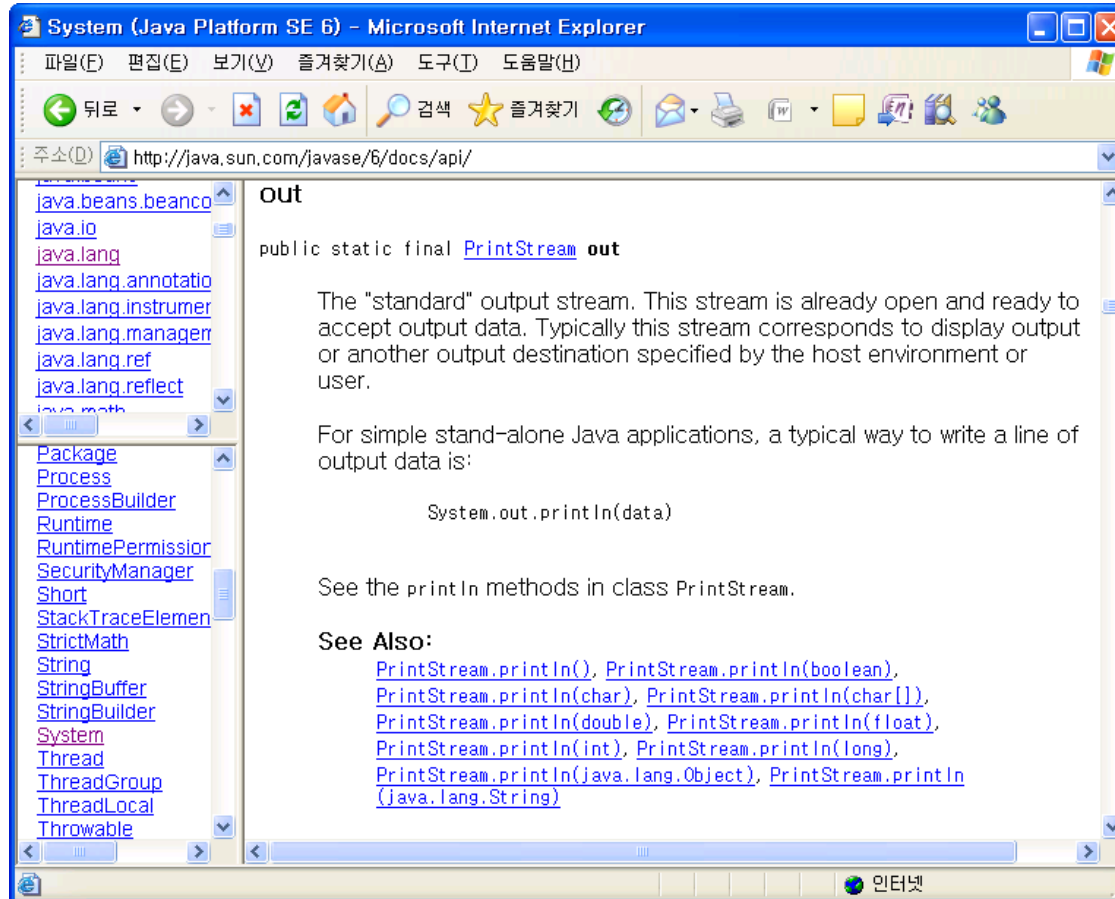 System (Java Platform SE 6) - Microsoft Internet Explorer
파일(F) 편집(E) 보기(V) 즐겨찾기(A) 도구(T) 도움말(H)
뒤로 검색 즐겨찾기
주소(D) http://java.sun.com/javase/6/docs/api/
java.beans.beanco
java.io
java.lang
java.lang.annotatio
java.lang.instrumer
java.lang.managem
java.lang.ref
java.lang.reflect
java.math
Package
Process
ProcessBuilder
Runtime
RuntimePermission
SecurityManager
Short
StackTraceElemen
StrictMath
String
StringBuffer
StringBuilder
System
Thread
ThreadGroup
ThreadLocal
Throwable
out
public static final PrintStream out
The "standard" output stream. This stream is already open and ready to
accept output data. Typically this stream corresponds to display output
or another output destination specified by the host environment or
user.
For simple stand-alone Java applications, a typical way to write a line of
output data is:
System.out.println(data)
See the println methods in class PrintStream.
See Also:
PrintStream.println(), PrintStream.println(boolean),
PrintStream.println(char), PrintStream.println(char[]),
PrintStream.println(double), PrintStream.println(float),
PrintStream.println(int), PrintStream.println(long),
PrintStream.println(java.lang.Object), PrintStream.println
(java.lang.String)
인터넷